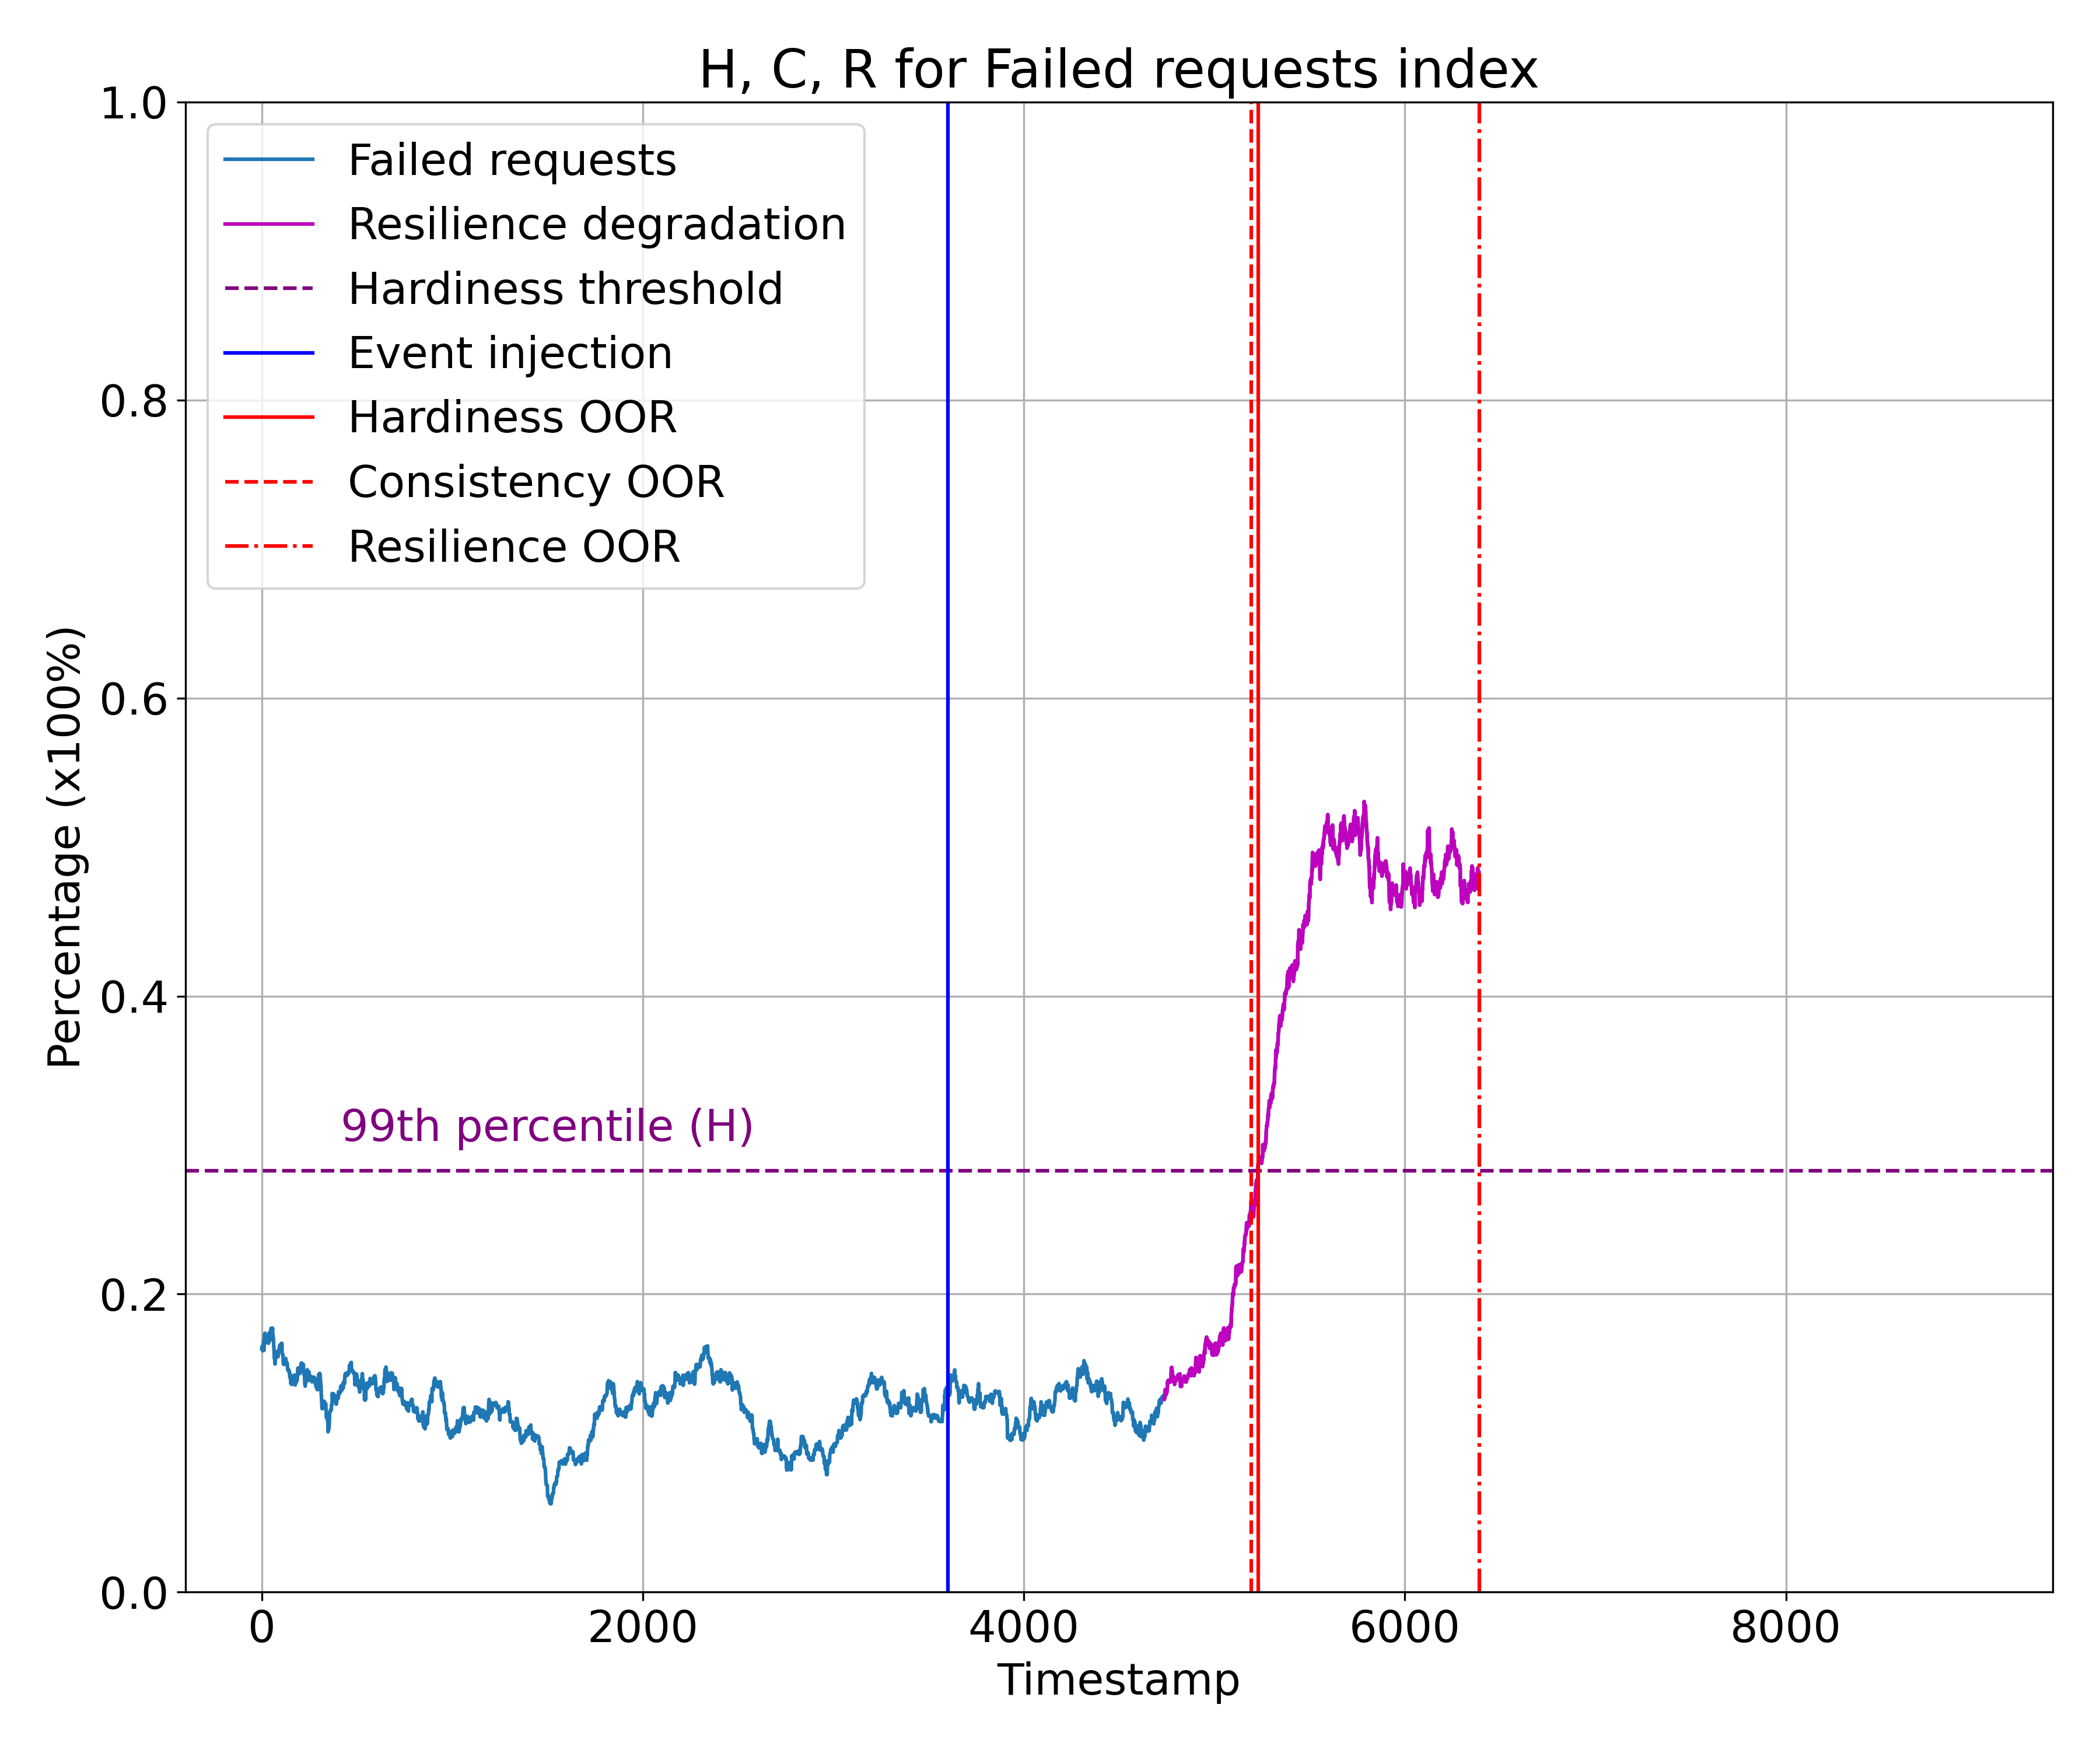 H, C, R for Failed requests index
1.0
0.8
0.6
0.4
0.2
0.0
Percentage (x100%)
Failed requests
Resilience degradation
Hardiness threshold
Event injection
Hardiness OOR
Consistency OOR
Resilience OOR
99th percentile (H)
0 2000 4000 6000 8000
Timestamp